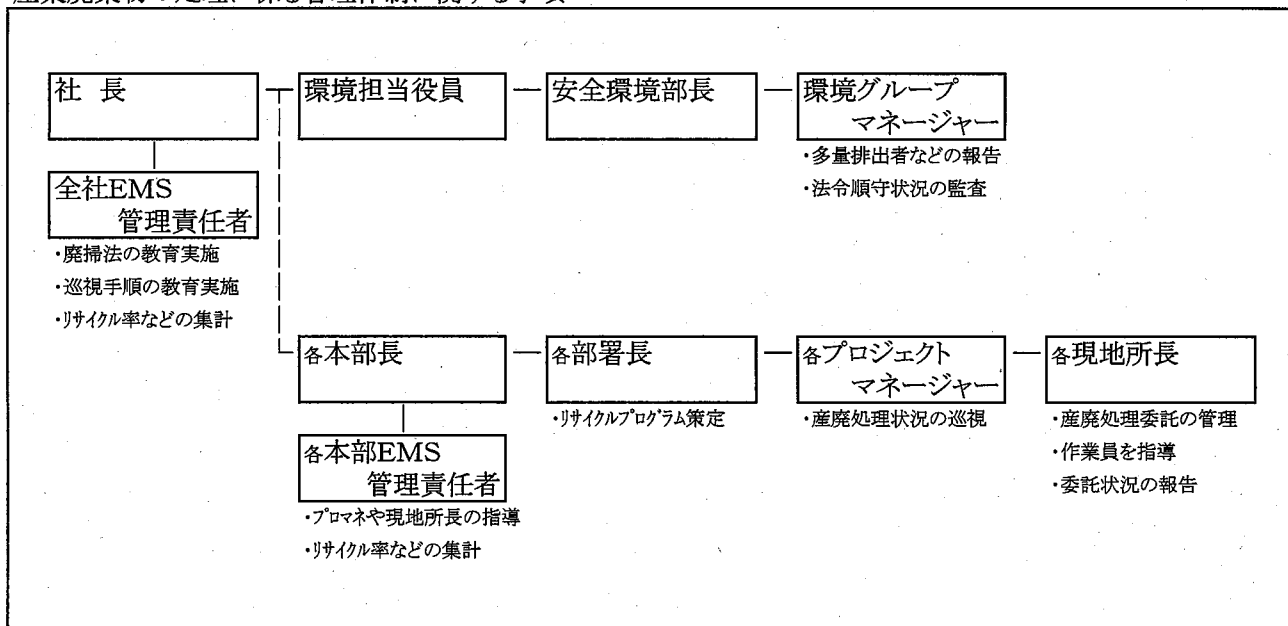 社 長
環境担当役員
安全環境部長
環境グループ
マネージャー
・多量排出者などの報告
・法令順守状況の監査
全社EMS
管理責任者
・廃掃法の教育実施
・巡視手順の教育実施
・リサイクル率などの集計
各本部長
各部署長
各プロジェクト
マネージャー
各現地所長
・リサイクルプログラム策定
・産廃処理状況の巡視
・産廃処理委託の管理
・作業員を指導
・委託状況の報告
各本部EMS
管理責任者
・プロマネや現地所長の指導
・リサイクル率などの集計